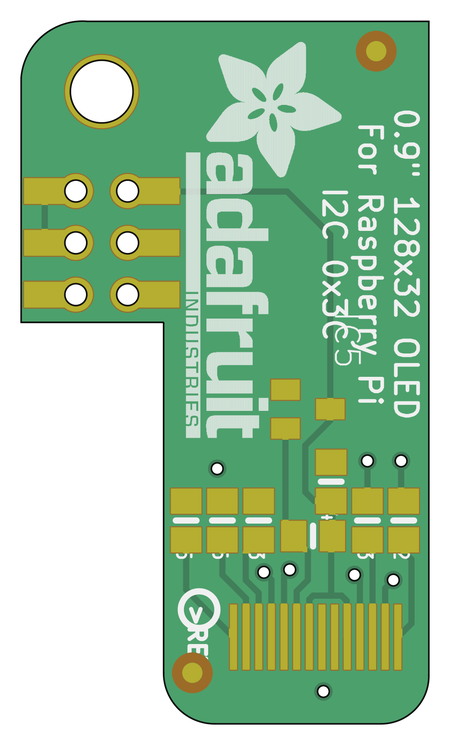 0.9" 128x32 OLED
For Raspberry Pi
I2C 0x3C
adafruit
INDUSTRIES